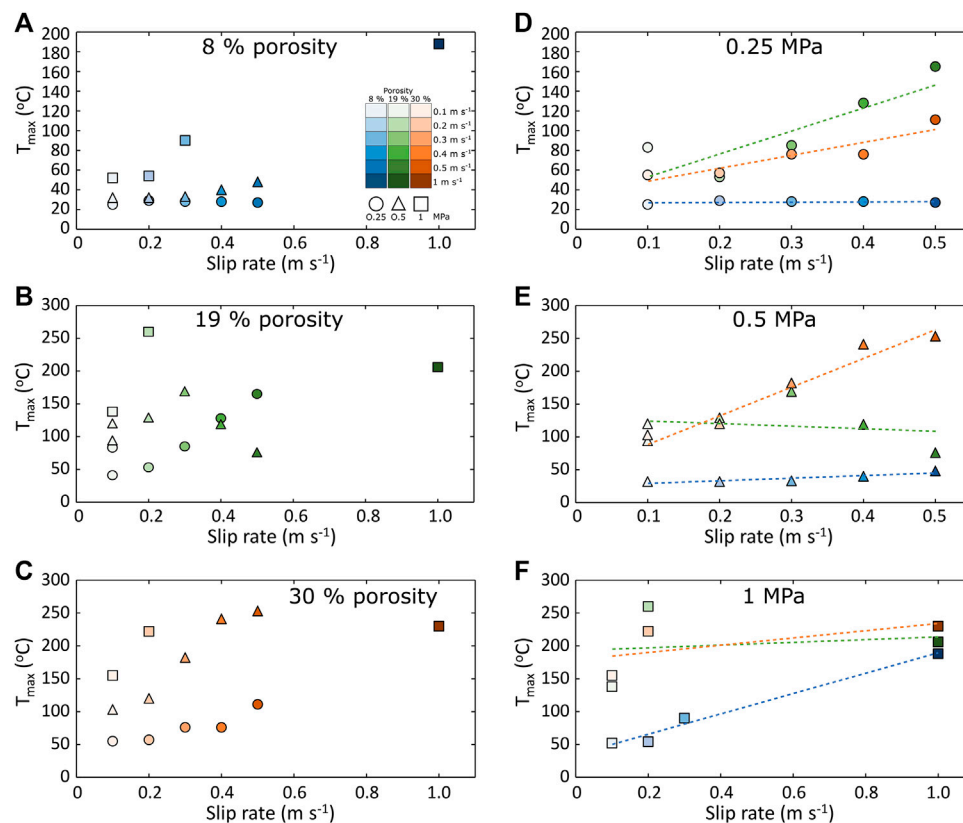 A
8 % porosity
200
180
160
140
120
100
80
60
40
20
0
Tmax (oC)
0
0.2
0.4
0.6
0.8
1.0
Slip rate (m s-1)
Porosity
8 % 19 % 30 %
0.1 m s-1
0.2 m s-1
0.3 m s-1
0.4 m s-1
0.5 m s-1
1 m s-1
0.25 0.5 1 MPa
D
0.25 MPa
200
180
160
140
120
100
80
60
40
20
0
Tmax (oC)
0
0.1
0.2
0.3
0.4
0.5
Slip rate (m s-1)
B
19 % porosity
300
250
200
150
100
50
0
Tmax (oC)
0
0.2
0.4
0.6
0.8
1.0
Slip rate (m s-1)
E
0.5 MPa
300
250
200
150
100
50
0
Tmax (oC)
0
0.1
0.2
0.3
0.4
0.5
Slip rate (m s-1)
C
30 % porosity
300
250
200
150
100
50
0
Tmax (oC)
0
0.2
0.4
0.6
0.8
1.0
Slip rate (m s-1)
F
1 MPa
300
250
200
150
100
50
0
Tmax (oC)
0
0.2
0.4
0.6
0.8
1.0
Slip rate (m s-1)